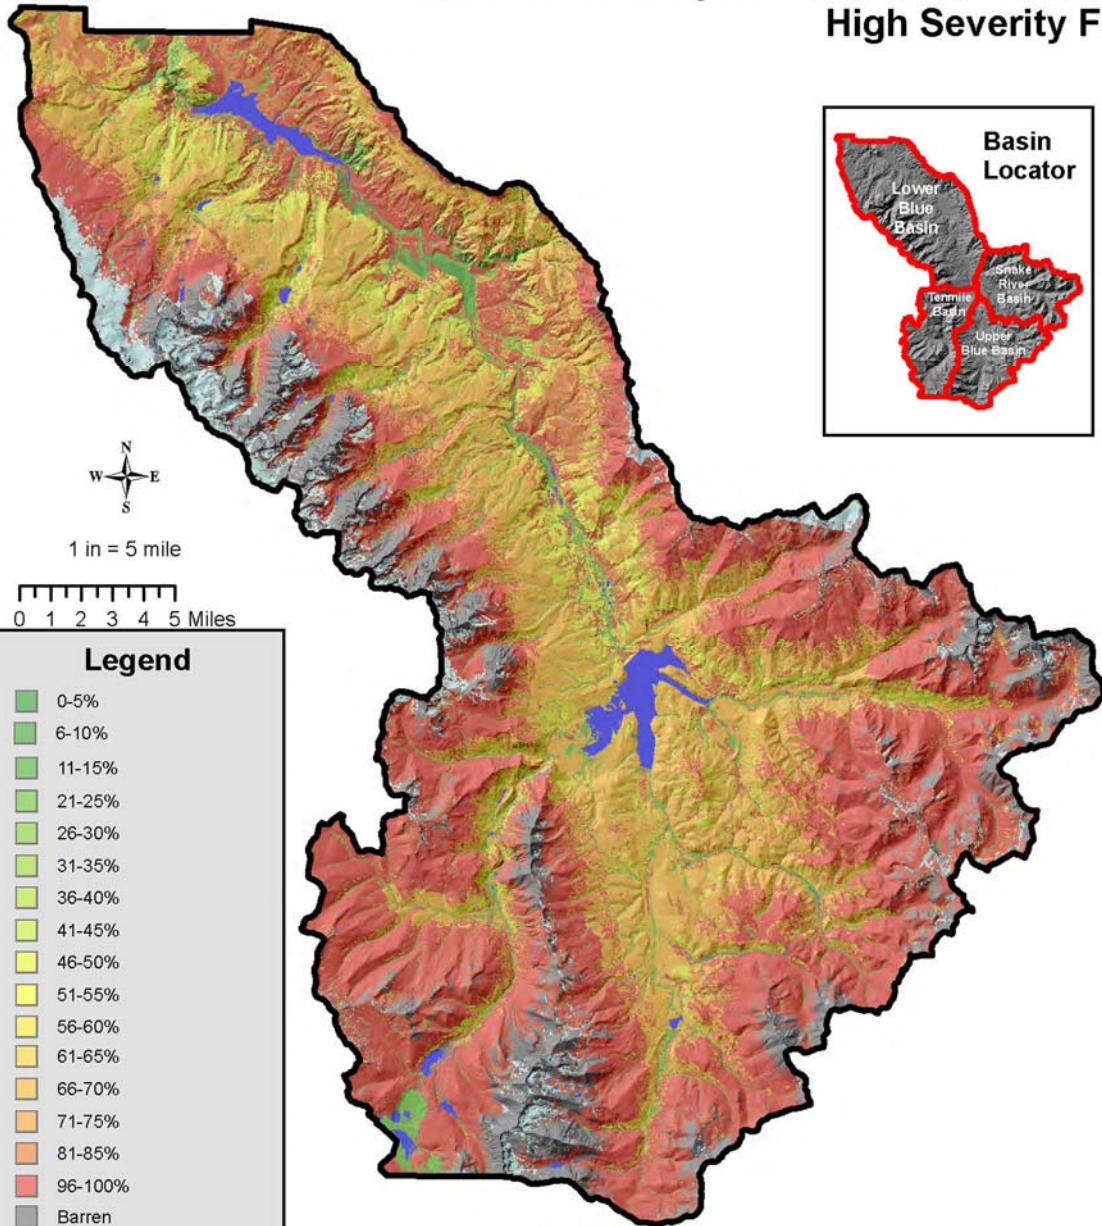 High Severity F
Basin
Locator
Lower
Blue
Basin
Snake
River
Basin
Tenmile
Basin
Upper
Blue Basin
N
W E
S
1 in = 5 mile
0 1 2 3 4 5 Miles
Legend
0-5%
6-10%
11-15%
21-25%
26-30%
31-35%
36-40%
41-45%
46-50%
51-55%
56-60%
61-65%
66-70%
71-75%
81-85%
96-100%
Barren